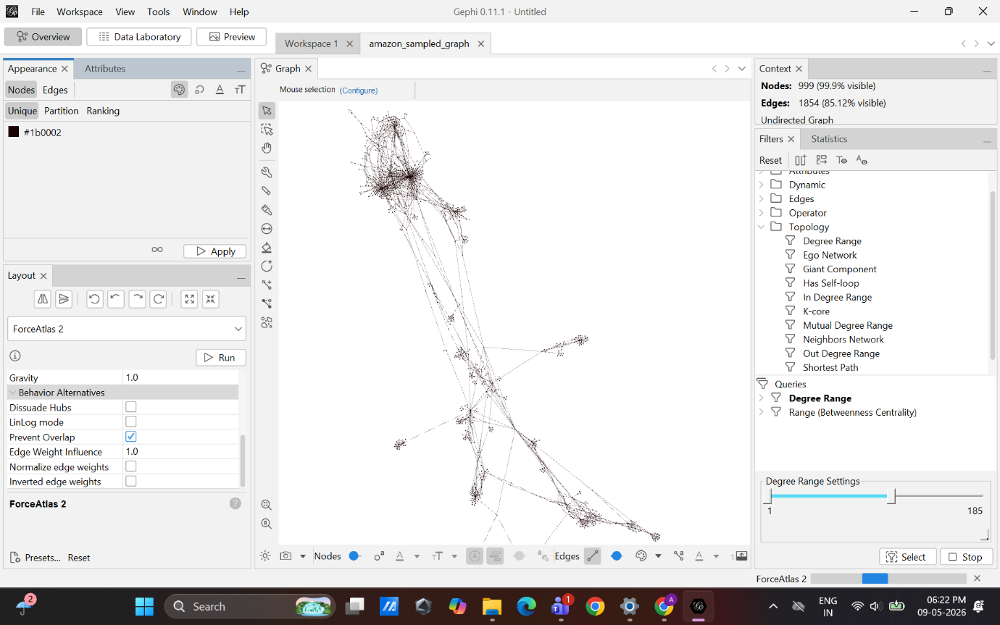 File Workspace View Tools Window Help Gephi 0.11.1 - Untitled
Overview Data Laboratory Preview Workspace 1 amazon_sampled_graph
Appearance Attributes
Nodes Edges
Unique Partition Ranking
#1b0002
Apply
Layout
ForceAtlas 2
Run
Gravity 1.0
Behavior Alternatives
Dissuade Hubs
LinLog mode
Prevent Overlap
Edge Weight Influence 1.0
Normalize edge weights
Inverted edge weights
ForceAtlas 2
Presets... Reset
Graph
Mouse selection (Configure)
Nodes Edges
Context
Nodes: 999 (99.9% visible)
Edges: 1854 (85.12% visible)
Undirected Graph
Filters Statistics
Reset
Attributes
Dynamic
Edges
Operator
Topology
Degree Range
Ego Network
Giant Component
Has Self-loop
In Degree Range
K-core
Mutual Degree Range
Neighbors Network
Out Degree Range
Shortest Path
Queries
Degree Range
Range (Betweenness Centrality)
Degree Range Settings
1 185
Select Stop
ForceAtlas 2
2 Search 1 A ENG IN 06:22 PM
09-05-2026